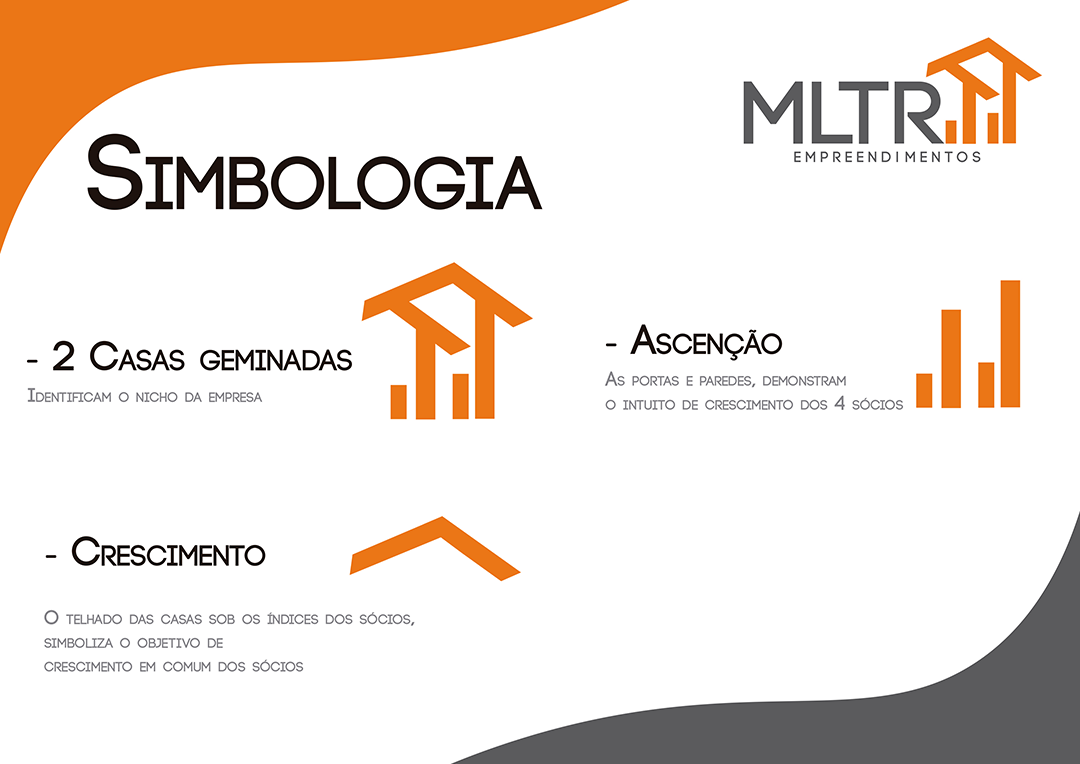 MLTR
EMPREENDIMENTOS
SIMBOLOGIA
- 2 CASAS GEMINADAS
IDENTIFICAM O NICHO DA EMPRESA
- ASCENÇÃO
AS PORTAS E PAREDES, DEMONSTRAM
O INTUITO DE CRESCIMENTO DOS 4 SÓCIOS
- CRESCIMENTO
O TELHADO DAS CASAS SOB OS ÍNDICES DOS SÓCIOS,
SIMBOLIZA O OBJETIVO DE
CRESCIMENTO EM COMUM DOS SÓCIOS